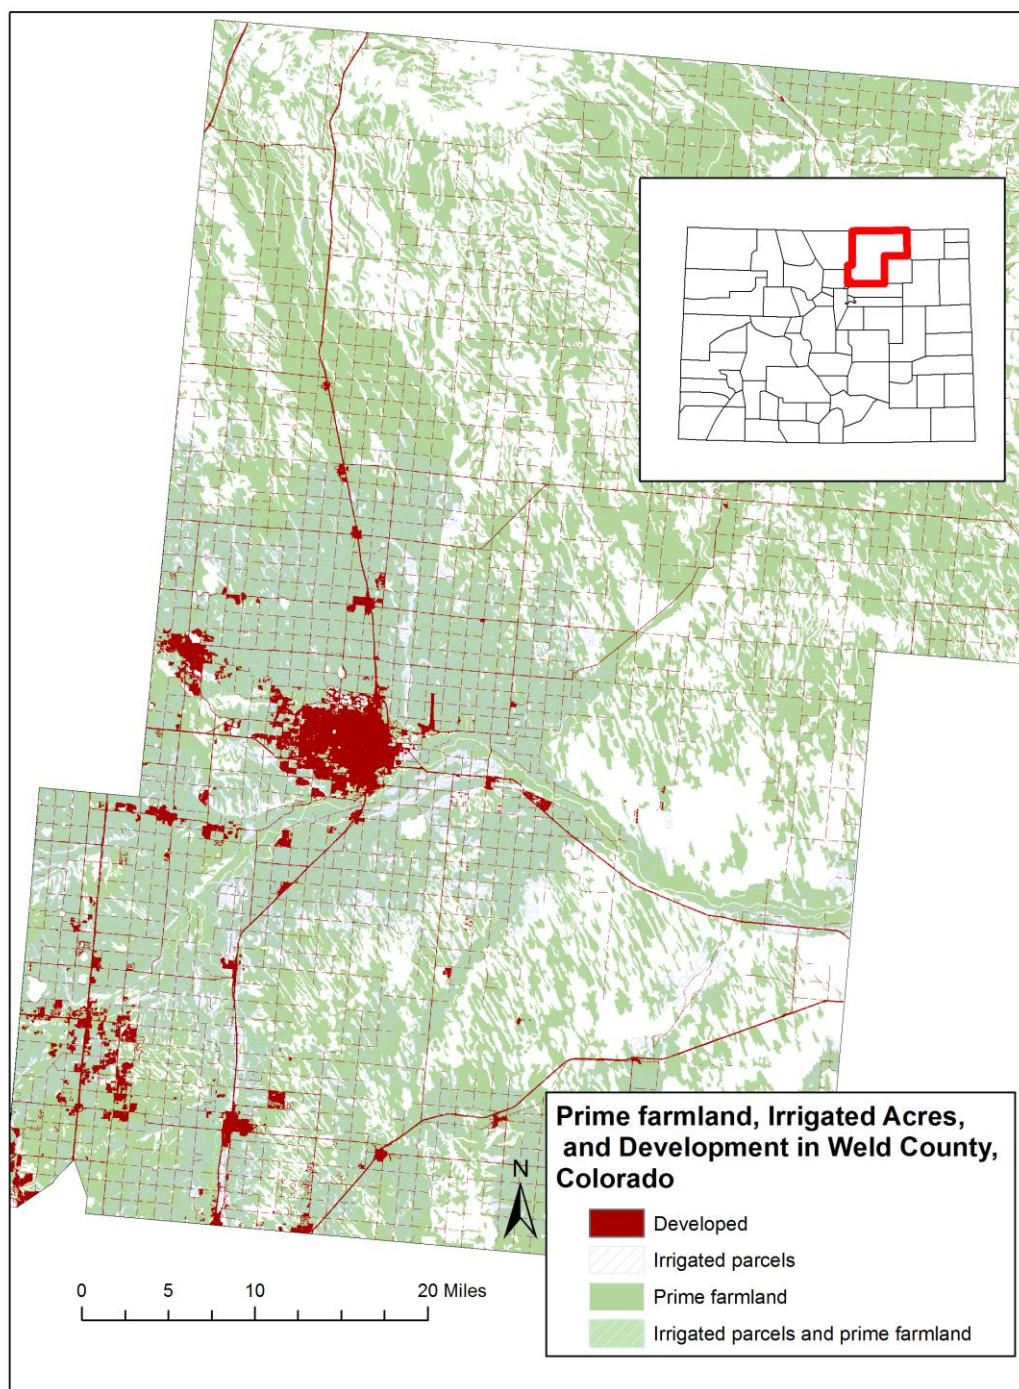 Prime farmland, Irrigated Acres,
and Development in Weld County,
Colorado
N
Developed
Irrigated parcels
Prime farmland
Irrigated parcels and prime farmland
0 5 10 20 Miles